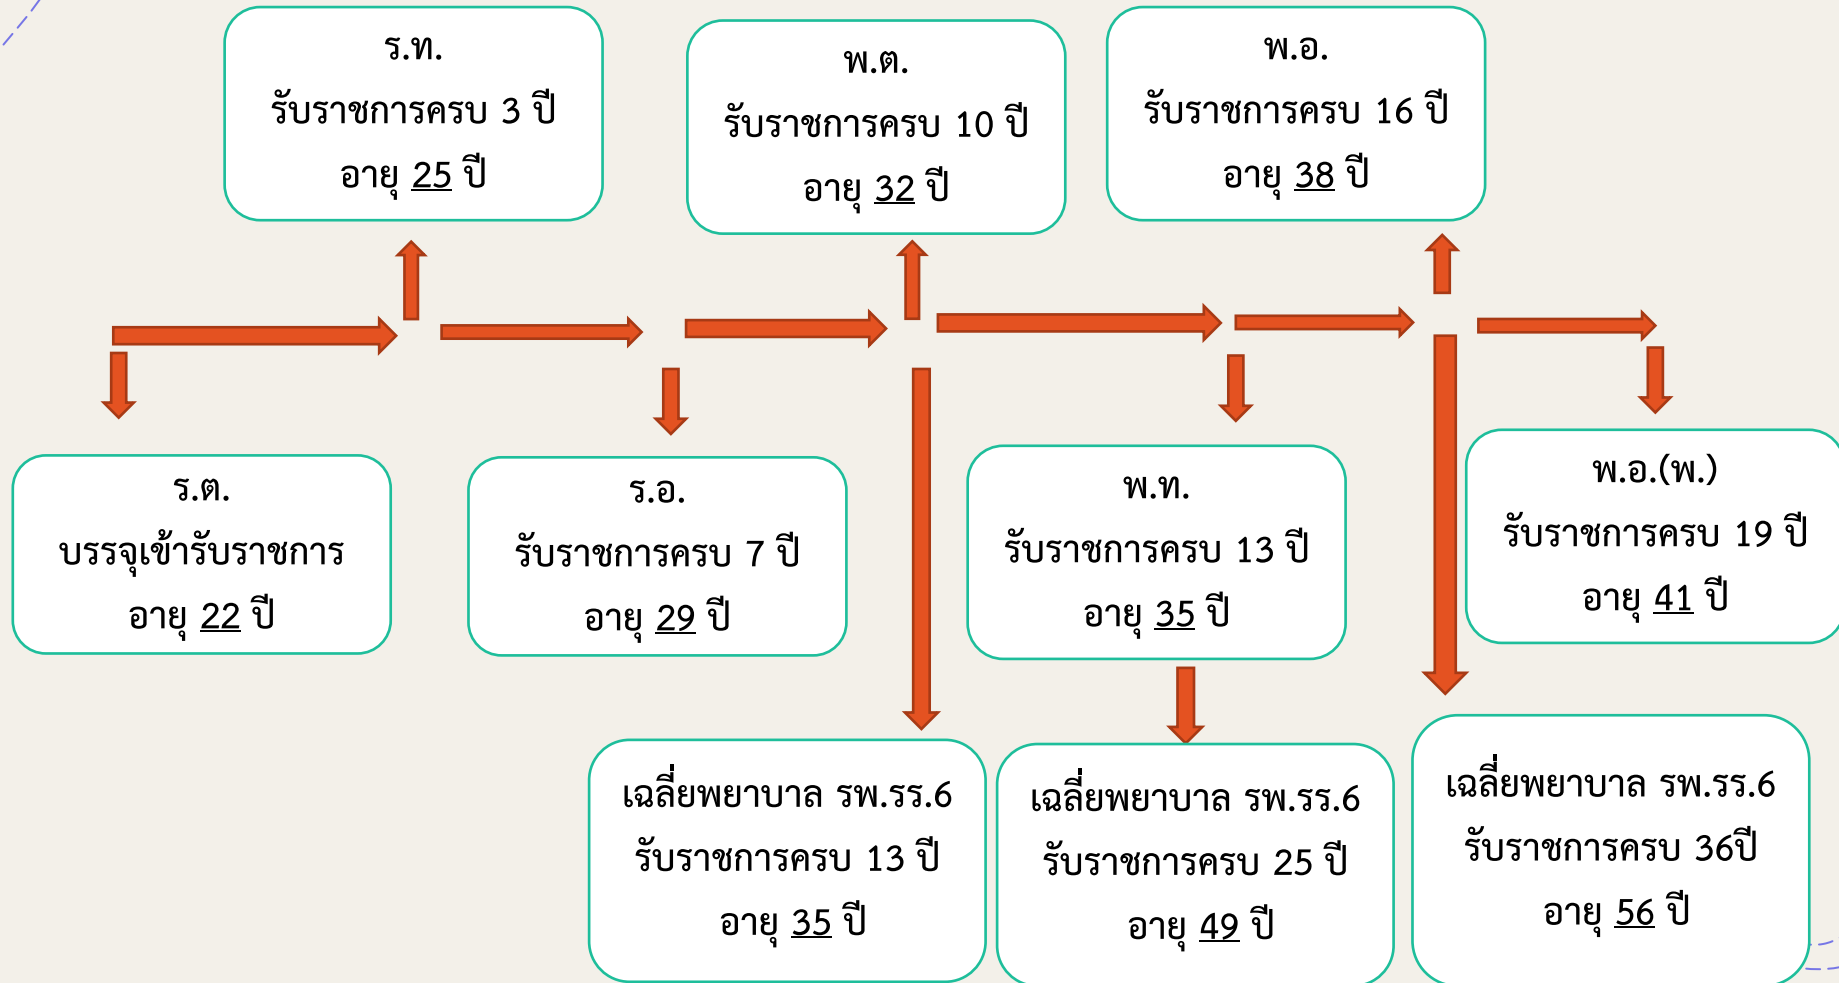 ร.ท.
รับราชการครบ 3 ปี
อายุ 25 ปี
พ.ต.
รับราชการครบ 10 ปี
อายุ 32 ปี
พ.อ.
รับราชการครบ 16 ปี
อายุ 38 ปี
ร.ต.
บรรจุเข้ารับราชการ
อายุ 22 ปี
ร.อ.
รับราชการครบ 7 ปี
อายุ 29 ปี
พ.ท.
รับราชการครบ 13 ปี
อายุ 35 ปี
พ.อ.(พ.)
รับราชการครบ 19 ปี
อายุ 41 ปี
เฉลี่ยพยาบาล รพ.รร.6
รับราชการครบ 13 ปี
อายุ 35 ปี
เฉลี่ยพยาบาล รพ.รร.6
รับราชการครบ 25 ปี
อายุ 49 ปี
เฉลี่ยพยาบาล รพ.รร.6
รับราชการครบ 36ปี
อายุ 56 ปี